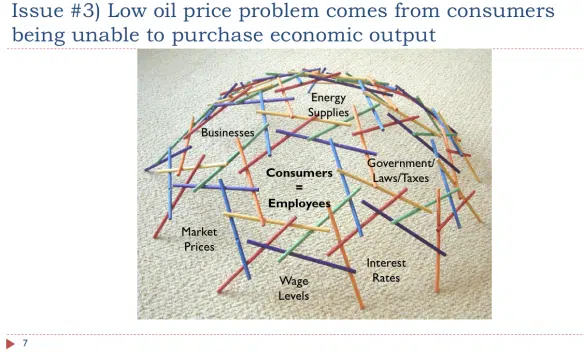 Issue #3) Low oil price problem comes from consumers
being unable to purchase economic output
Energy
Supplies
Businesses
Government/
Laws/Taxes
Consumers
=
Employees
Market
Prices
Interest
Rates
Wage
Levels
7